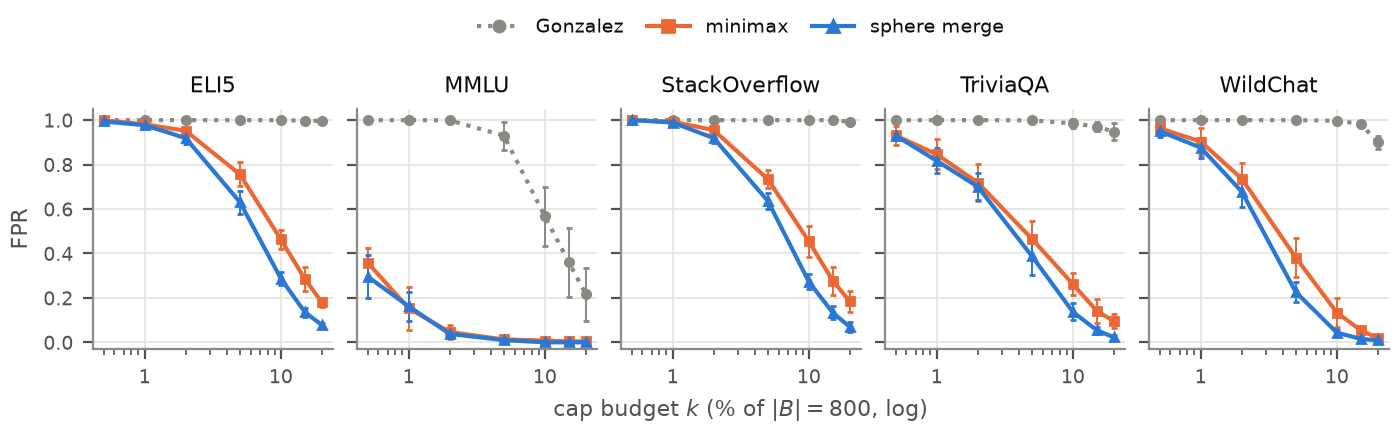 Gonzalez minimax sphere merge
ELI5 MMLU StackOverflow TriviaQA WildChat
FPR
1.0
0.8
0.6
0.4
0.2
0.0
1 10 1 10 1 10 1 10 1 10
cap budget k (% of |B| = 800, log)